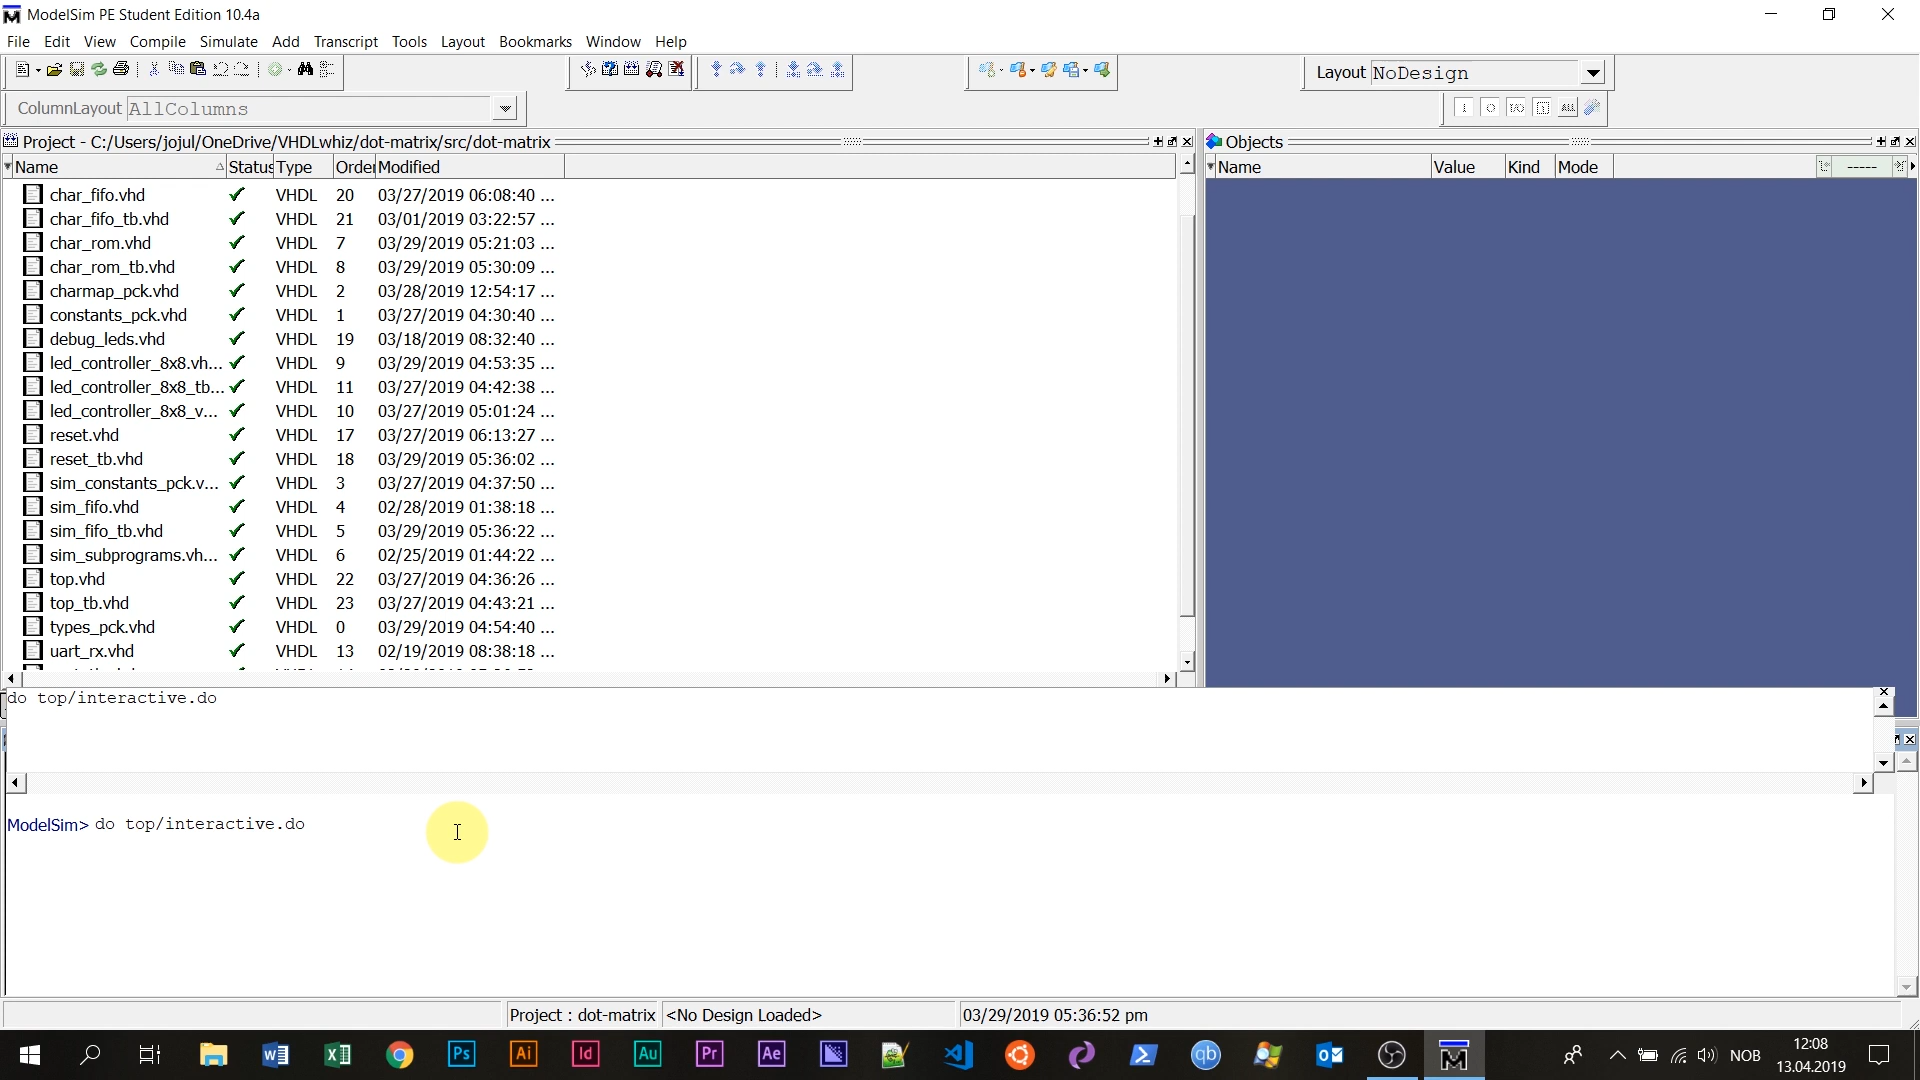 ModelSim PE Student Edition 10.4a
File Edit View Compile Simulate Add Transcript Tools Layout Bookmarks Window Help
Layout NoDesign
ColumnLayout AllColumns
Project - C:/Users/jojul/OneDrive/VHDLwhiz/dot-matrix/src/dot-matrix
Name Status Type Order Modified
char_fifo.vhd VHDL 20 03/27/2019 06:08:40 ...
char_fifo_tb.vhd VHDL 21 03/01/2019 03:22:57 ...
char_rom.vhd VHDL 7 03/29/2019 05:21:03 ...
char_rom_tb.vhd VHDL 8 03/29/2019 05:30:09 ...
charmap_pck.vhd VHDL 2 03/28/2019 12:54:17 ...
constants_pck.vhd VHDL 1 03/27/2019 04:30:40 ...
debug_leds.vhd VHDL 19 03/18/2019 08:32:40 ...
led_controller_8x8.vh... VHDL 9 03/29/2019 04:53:35 ...
led_controller_8x8_tb... VHDL 11 03/27/2019 04:42:38 ...
led_controller_8x8_v... VHDL 10 03/27/2019 05:01:24 ...
reset.vhd VHDL 17 03/27/2019 06:13:27 ...
reset_tb.vhd VHDL 18 03/29/2019 05:36:02 ...
sim_constants_pck.v... VHDL 3 03/27/2019 04:37:50 ...
sim_fifo.vhd VHDL 4 02/28/2019 01:38:18 ...
sim_fifo_tb.vhd VHDL 5 03/29/2019 05:36:22 ...
sim_subprograms.vh... VHDL 6 02/25/2019 01:44:22 ...
top.vhd VHDL 22 03/27/2019 04:36:26 ...
top_tb.vhd VHDL 23 03/27/2019 04:43:21 ...
types_pck.vhd VHDL 0 03/29/2019 04:54:40 ...
uart_rx.vhd VHDL 13 02/19/2019 08:38:18 ...
Objects
Name Value Kind Mode
do top/interactive.do
ModelSim> do top/interactive.do
Project : dot-matrix <No Design Loaded> 03/29/2019 05:36:52 pm
Ps Ai Id Au Pr Ae qb NOB
12:08
13.04.2019